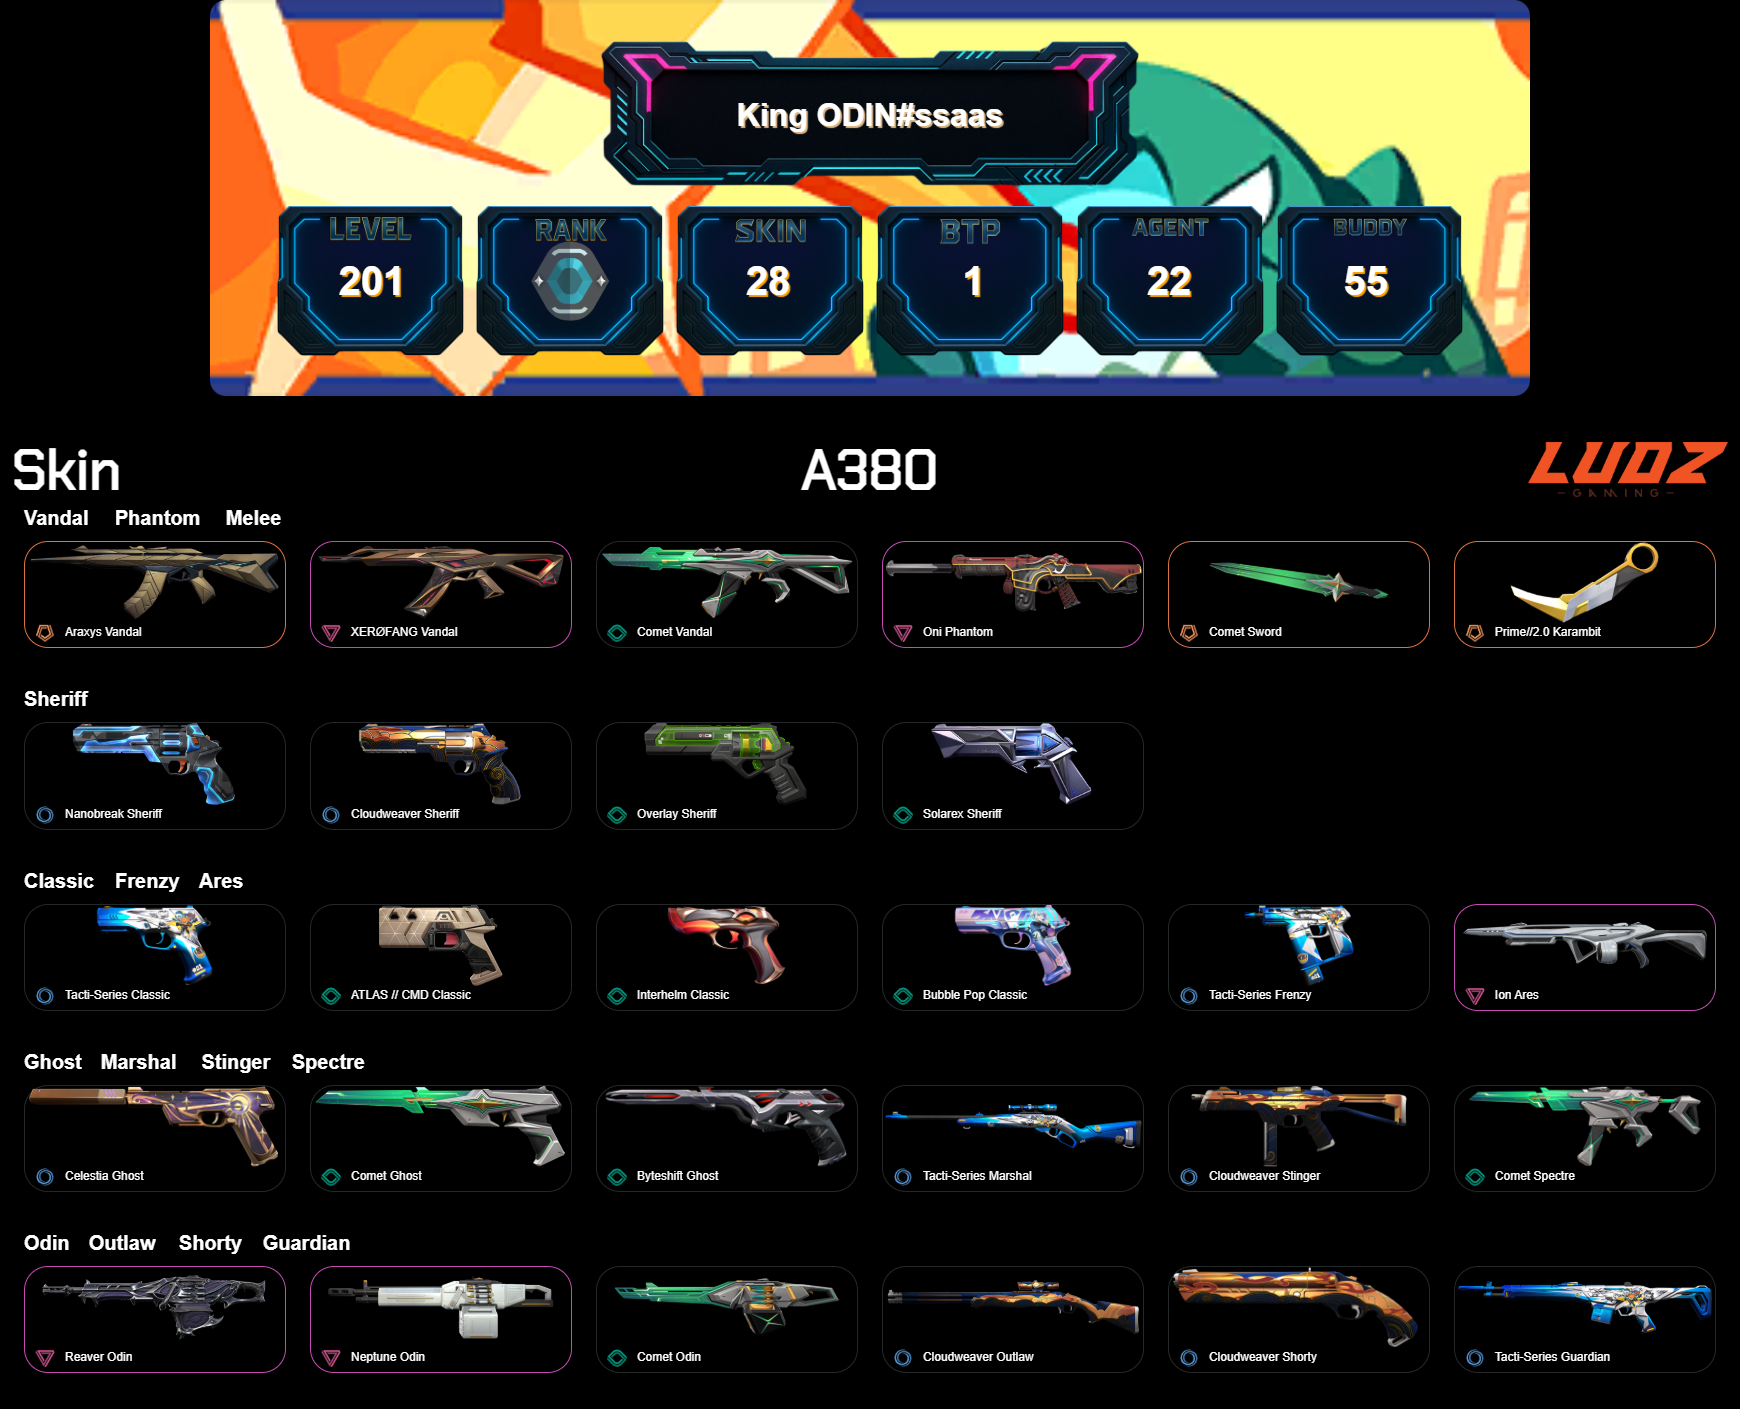 King ODIN#ssaas
LEVEL RANK SKIN BTP AGENT BUDDY
201 28 1 22 55
Skin A380 LUDZ
-GAMING-
Vandal Phantom Melee
Araxys Vandal XERØFANG Vandal Comet Vandal Oni Phantom Comet Sword Prime//2.0 Karambit
Sheriff
Nanobreak Sheriff Cloudweaver Sheriff Overlay Sheriff Solarex Sheriff
Classic Frenzy Ares
Tacti-Series Classic ATLAS // CMD Classic Interhelm Classic Bubble Pop Classic Tacti-Series Frenzy Ion Ares
Ghost Marshal Stinger Spectre
Celestia Ghost Comet Ghost Byteshift Ghost Tacti-Series Marshal Cloudweaver Stinger Comet Spectre
Odin Outlaw Shorty Guardian
Reaver Odin Neptune Odin Comet Odin Cloudweaver Outlaw Cloudweaver Shorty Tacti-Series Guardian